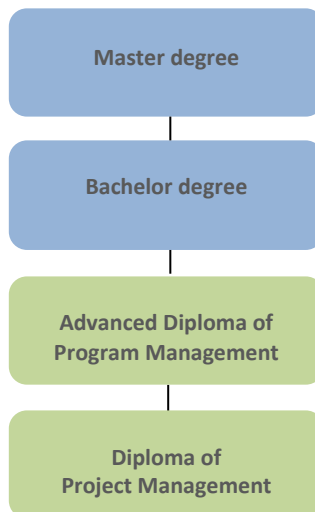 Master degree
Bachelor degree
Advanced Diploma of
Program Management
Diploma of
Project Management